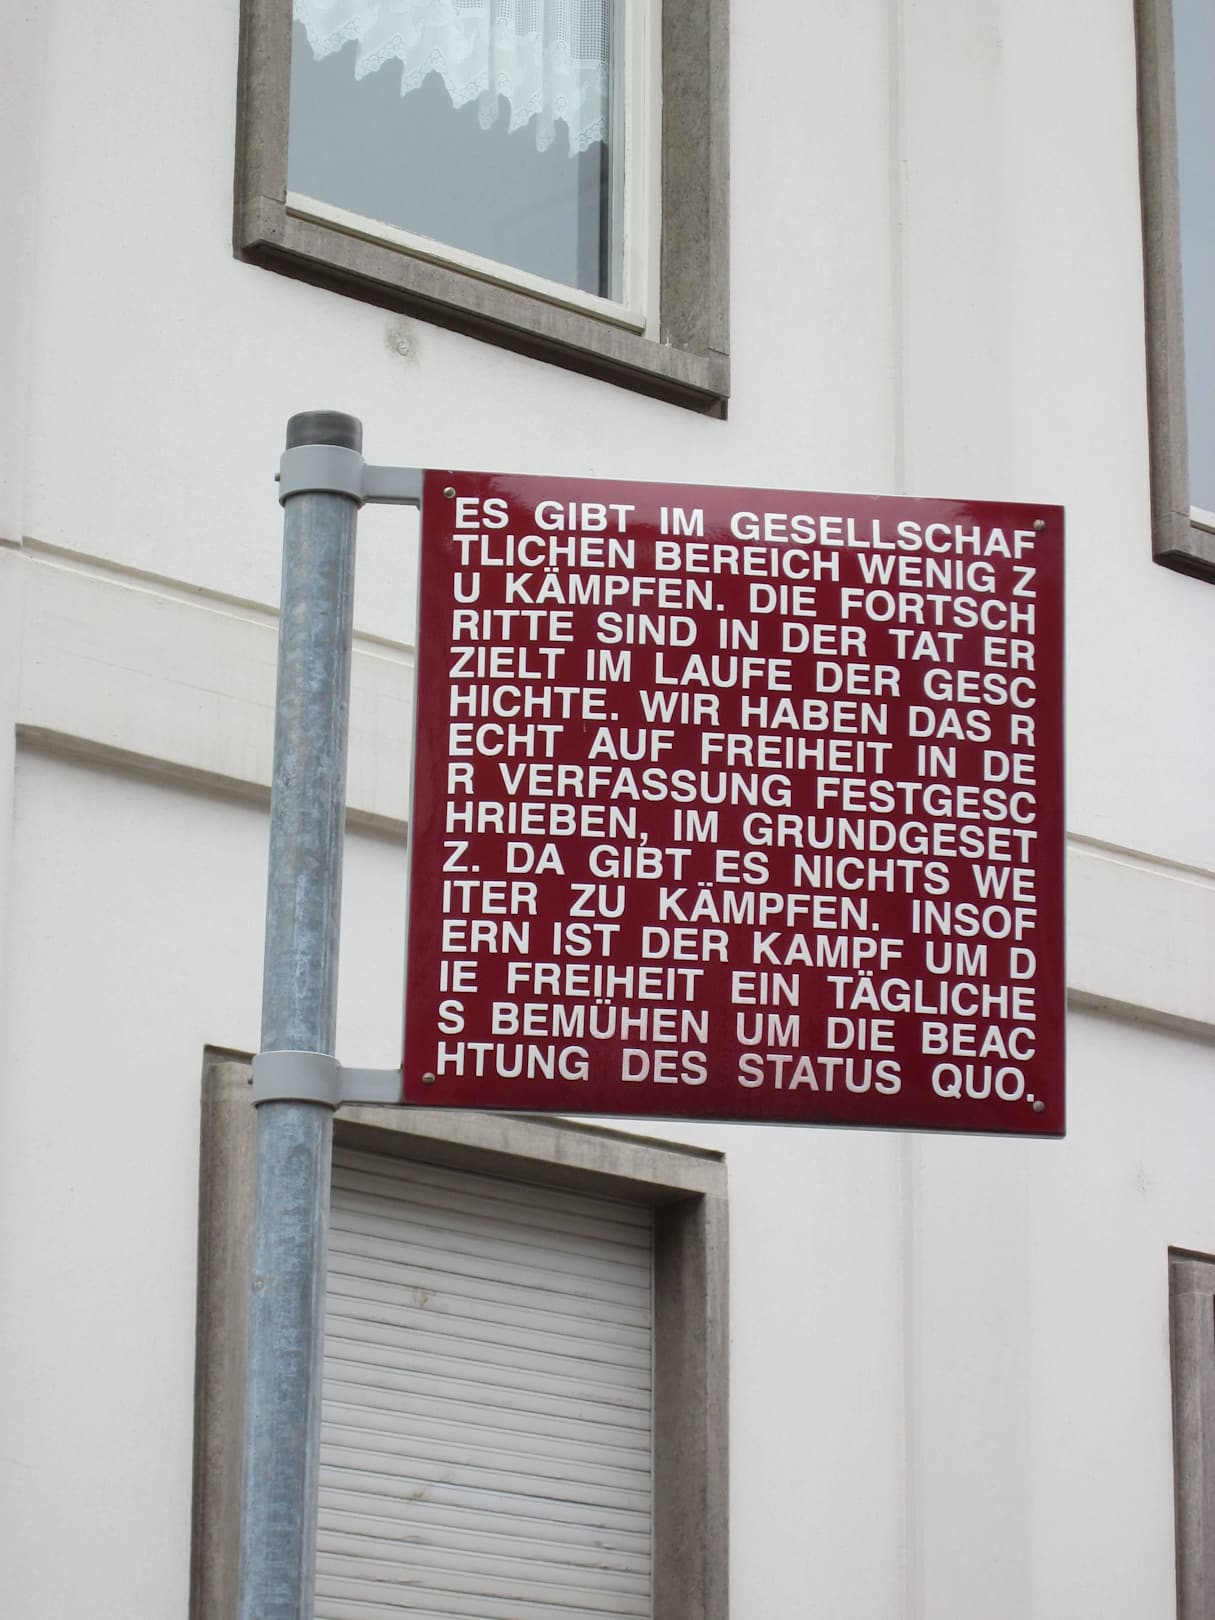 ES GIBT IM GESELLSCHAF
TLICHEN BEREICH WENIG Z
U KÄMPFEN. DIE FORTSCH
RITTE SIND IN DER TAT ER
ZIELT IM LAUFE DER GESC
HICHTE. WIR HABEN DAS R
ECHT AUF FREIHEIT IN DE
R VERFASSUNG FESTGESC
HRIEBEN, IM GRUNDGESET
Z. DA GIBT ES NICHTS WE
ITER ZU KÄMPFEN. INSOF
ERN IST DER KAMPF UM D
IE FREIHEIT EIN TÄGLICHE
S BEMÜHEN UM DIE BEAC
HTUNG DES STATUS QUO.